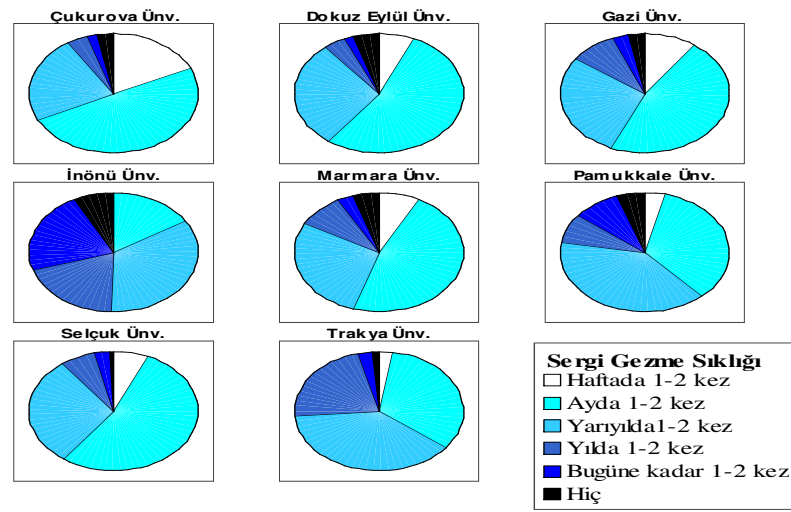 Çukurova Ünv.
Dokuz Eylül Ünv.
Gazi Ünv.
İnönü Ünv.
Marmara Ünv.
Pamukkale Ünv.
Selçuk Ünv.
Trakya Ünv.
Sergi Gezme Sıklığı
Haftada 1-2 kez
Ayda 1-2 kez
Yarıyılda1-2 kez
Yılda 1-2 kez
Bugüne kadar 1-2 kez
Hiç